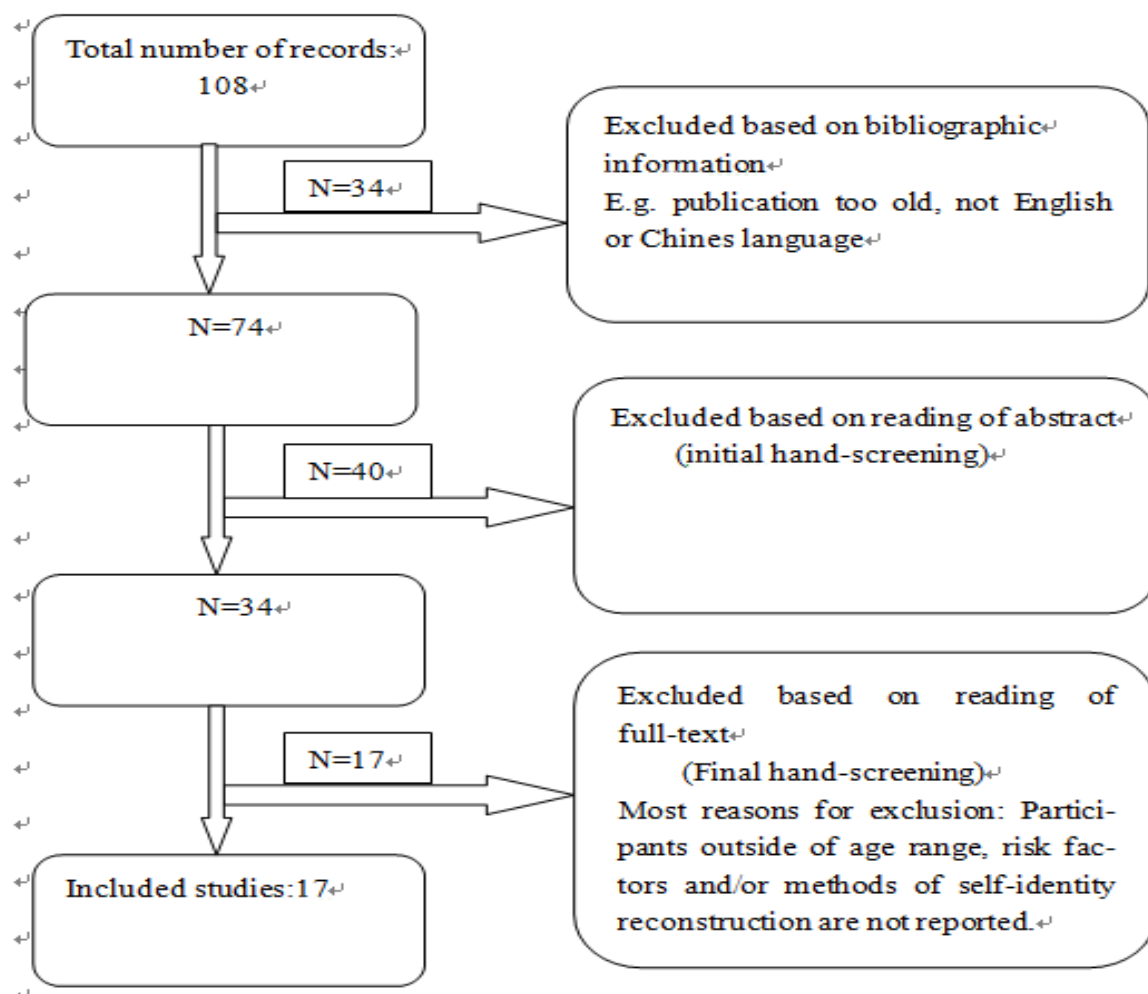 Total number of records:
108
N=34
Excluded based on bibliographic
information
E.g. publication too old, not English
or Chines language
N=74
N=40
Excluded based on reading of abstract
(initial hand-screening)
N=34
N=17
Excluded based on reading of
full-text
(Final hand-screening)
Most reasons for exclusion: Partici-
pants outside of age range, risk fac-
tors and/or methods of self-identity
reconstruction are not reported.
Included studies:17